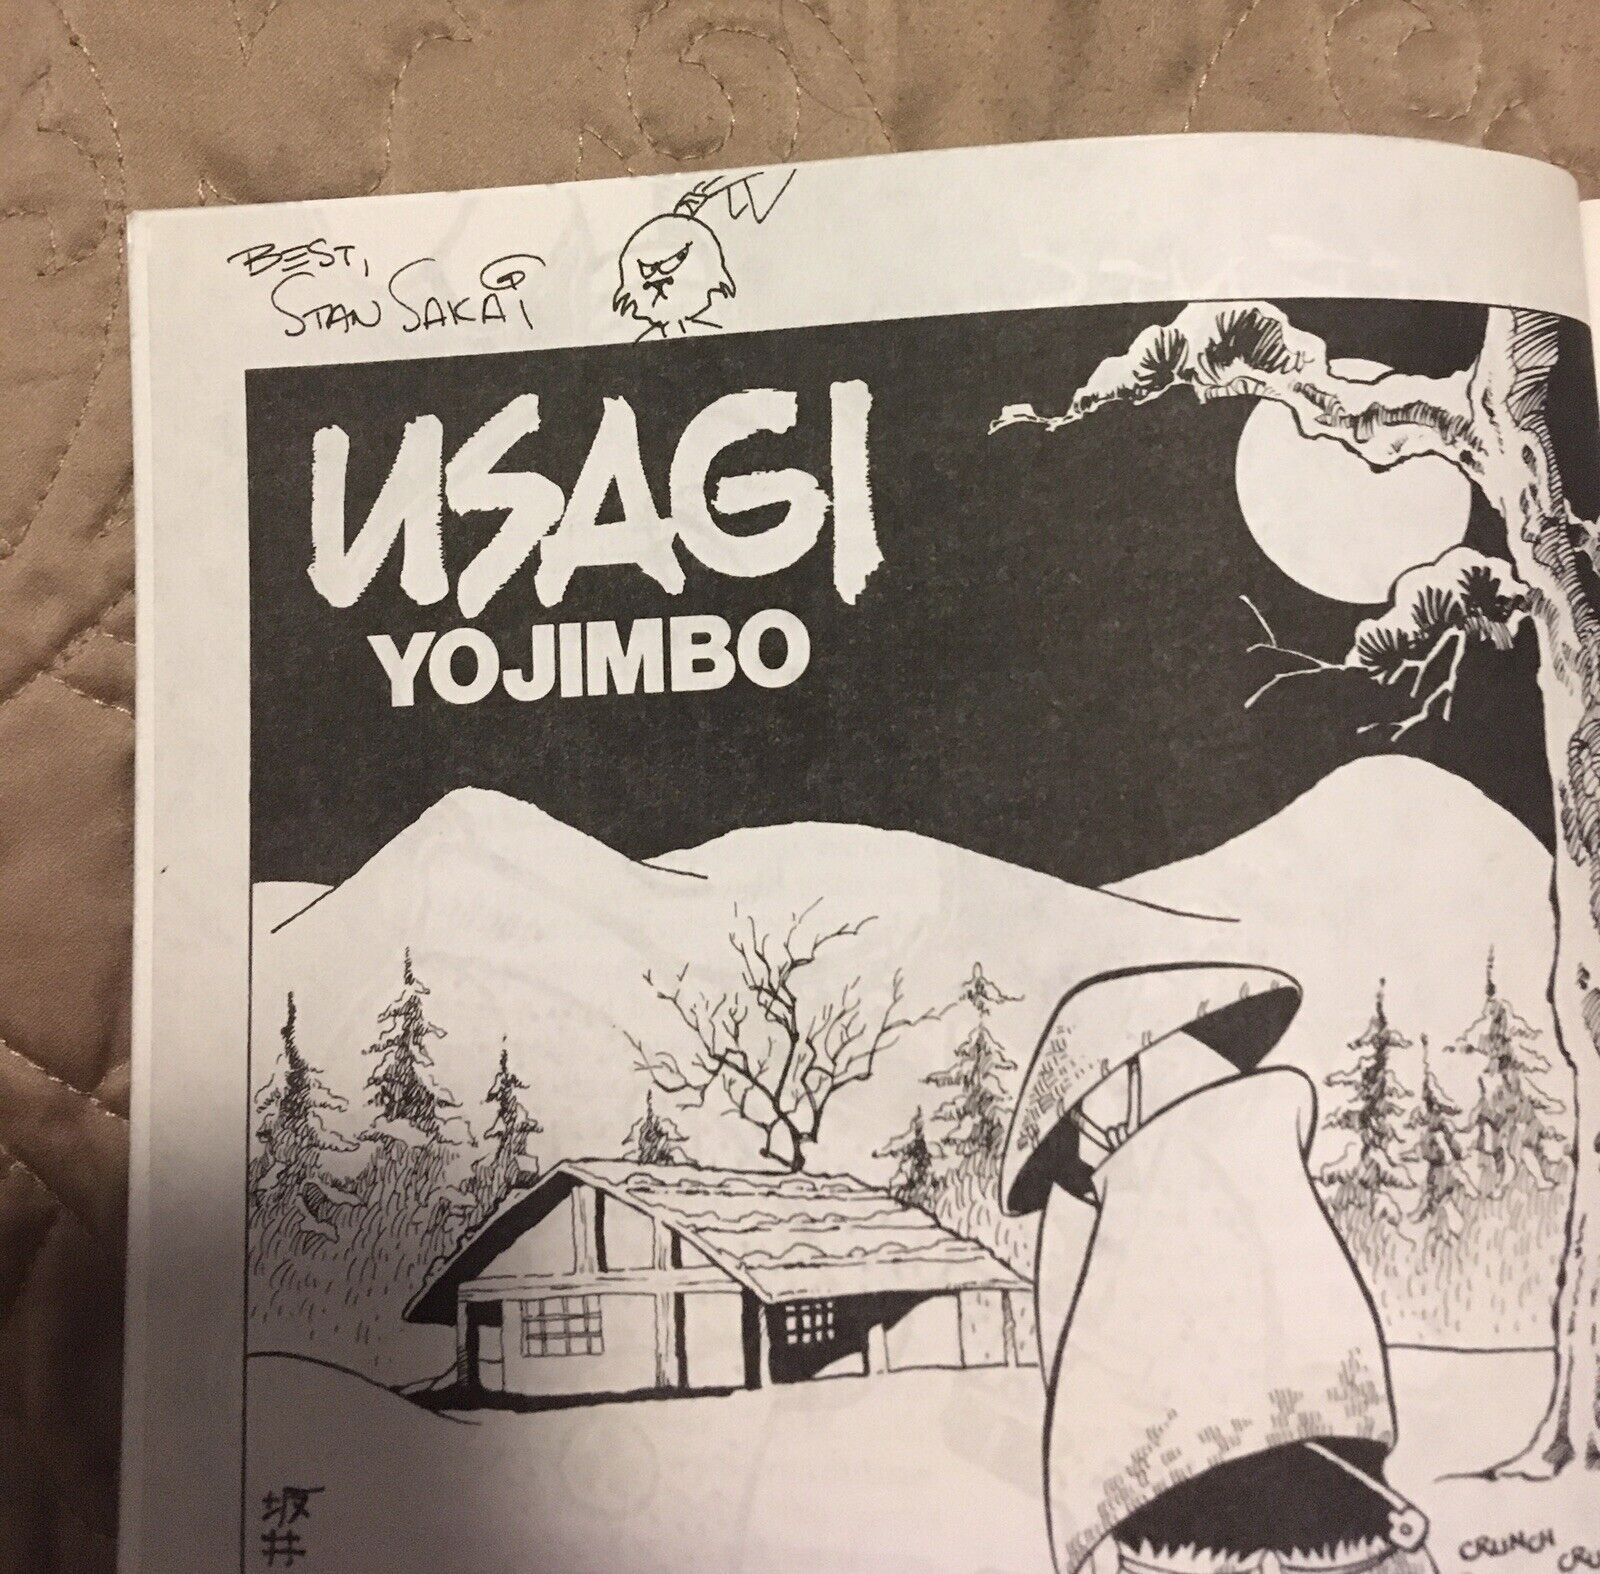 BEST,
STAN SAKAI
USAGI
YOJIMBO
坂
井
CRUNCH